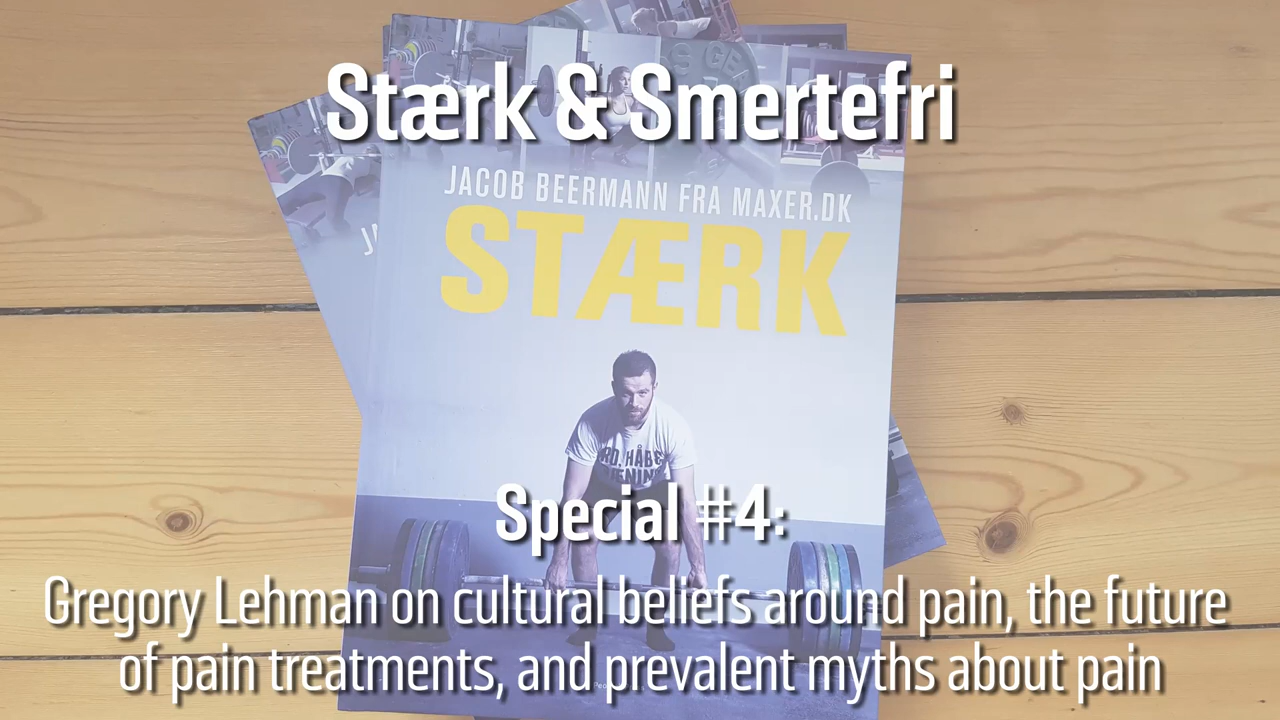 Stærk & Smertefri
JACOB BEERMANN FRA MAXER.DK
STÆRK
Special #4:
Gregory Lehman on cultural beliefs around pain, the future
of pain treatments, and prevalent myths about pain